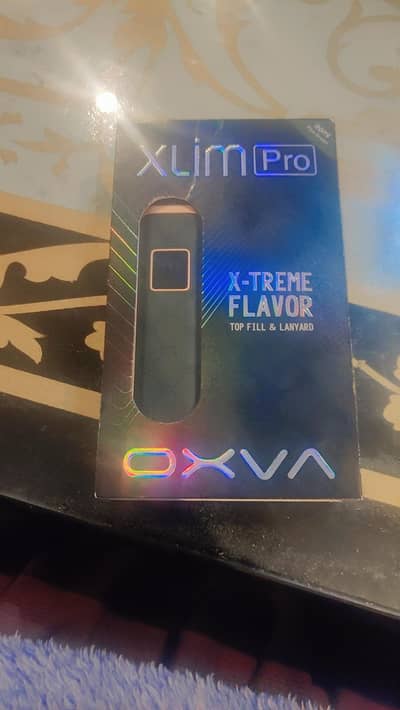 XLIM Pro
X-TREME
FLAVOR
TOP FILL & LANYARD
OXVA